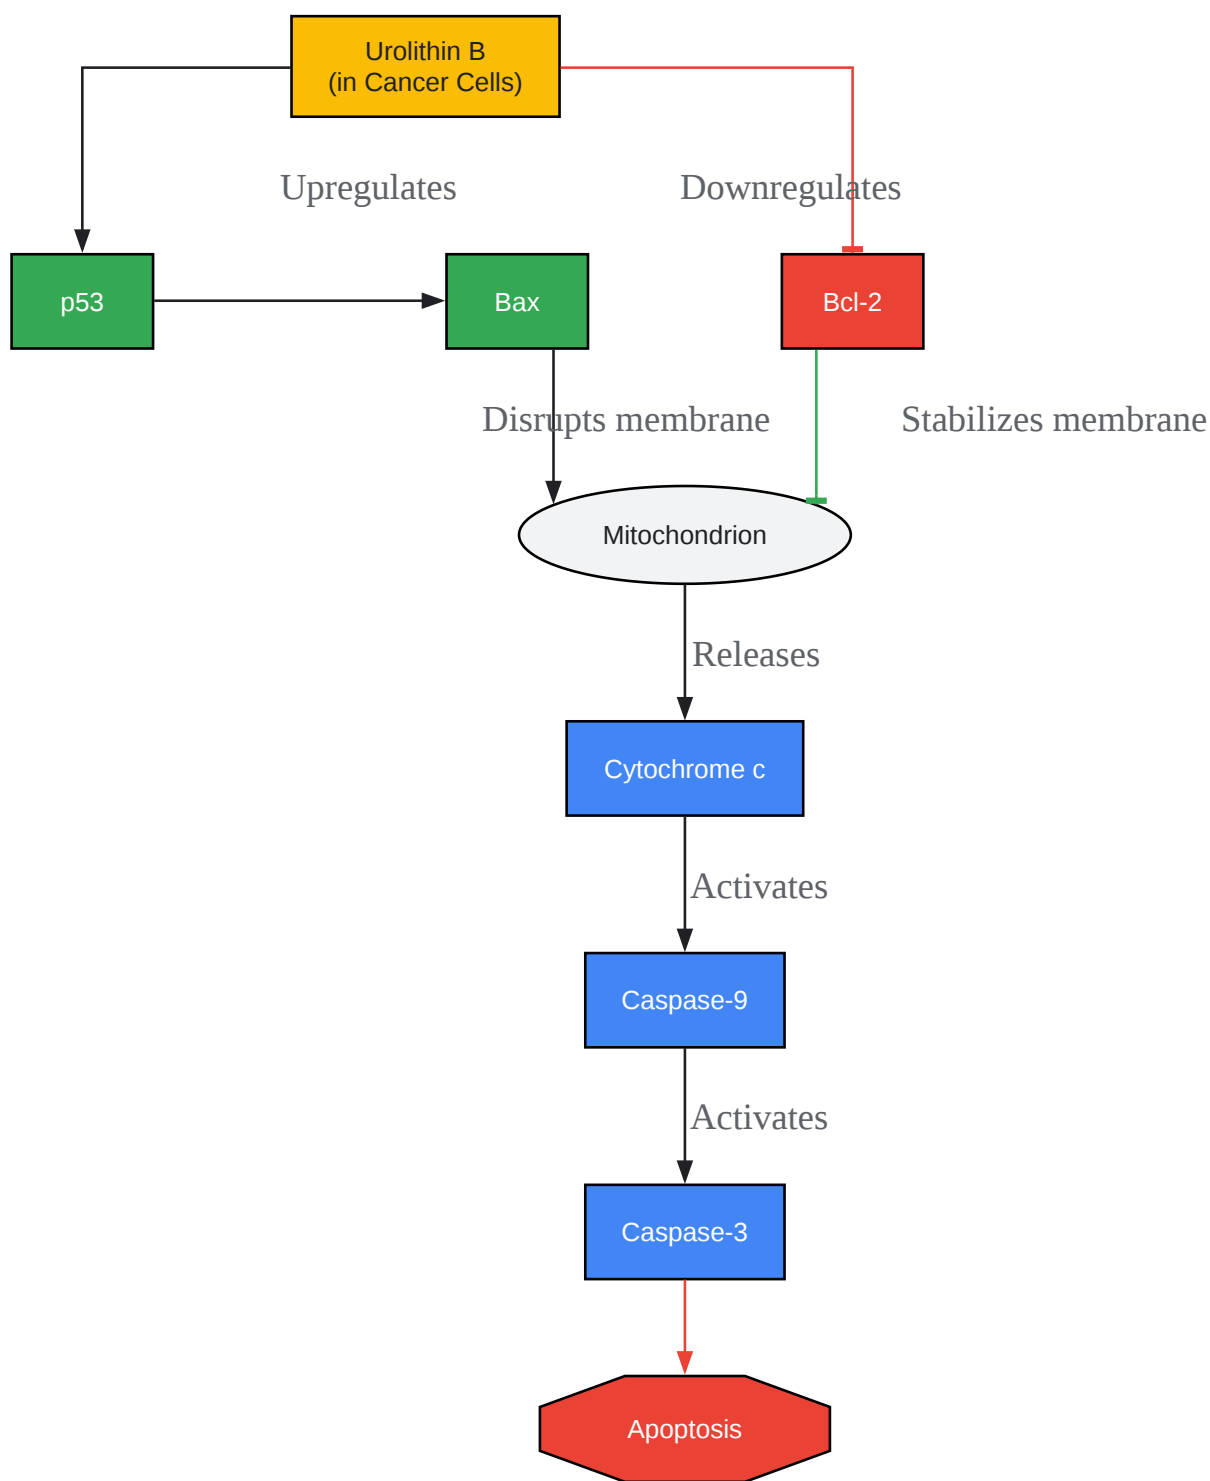 Urolithin B
(in Cancer Cells)
Upregulates
Downregulates
p53
Bax
Bcl-2
Disrupts membrane
Stabilizes membrane
Mitochondrion
Releases
Cytochrome c
Activates
Caspase-9
Activates
Caspase-3
Apoptosis